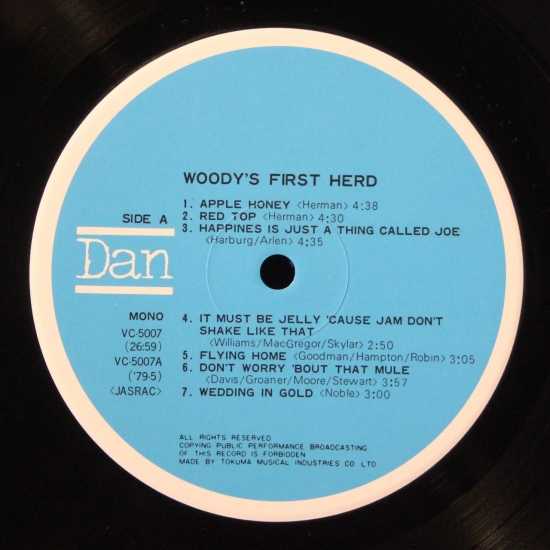 WOODY'S FIRST HERD
SIDE A
Dan
MONO
VC-5007
(26:59)
VC-5007A
('79·5)
<JASRAC>
1. APPLE HONEY <Herman> 4:38
2. RED TOP <Herman> 4:30
3. HAPPINES IS JUST A THING CALLED JOE
<Harburg/Arlen> 4:35
4. IT MUST BE JELLY 'CAUSE JAM DON'T
SHAKE LIKE THAT
<Williams/MacGregor/Skylar> 2:50
5. FLYING HOME <Goodman/Hampton/Robin> 3:05
6. DON'T WORRY 'BOUT THAT MULE
<Davis/Groaner/Moore/Stewart> 3:57
7. WEDDING IN GOLD <Noble> 3:00
ALL RIGHTS RESERVED
COPYING PUBLIC PERFORMANCE BROADCASTING
OF THIS RECORD IS FORBIDDEN
MADE BY TOKUMA MUSICAL INDUSTRIES CO LTD